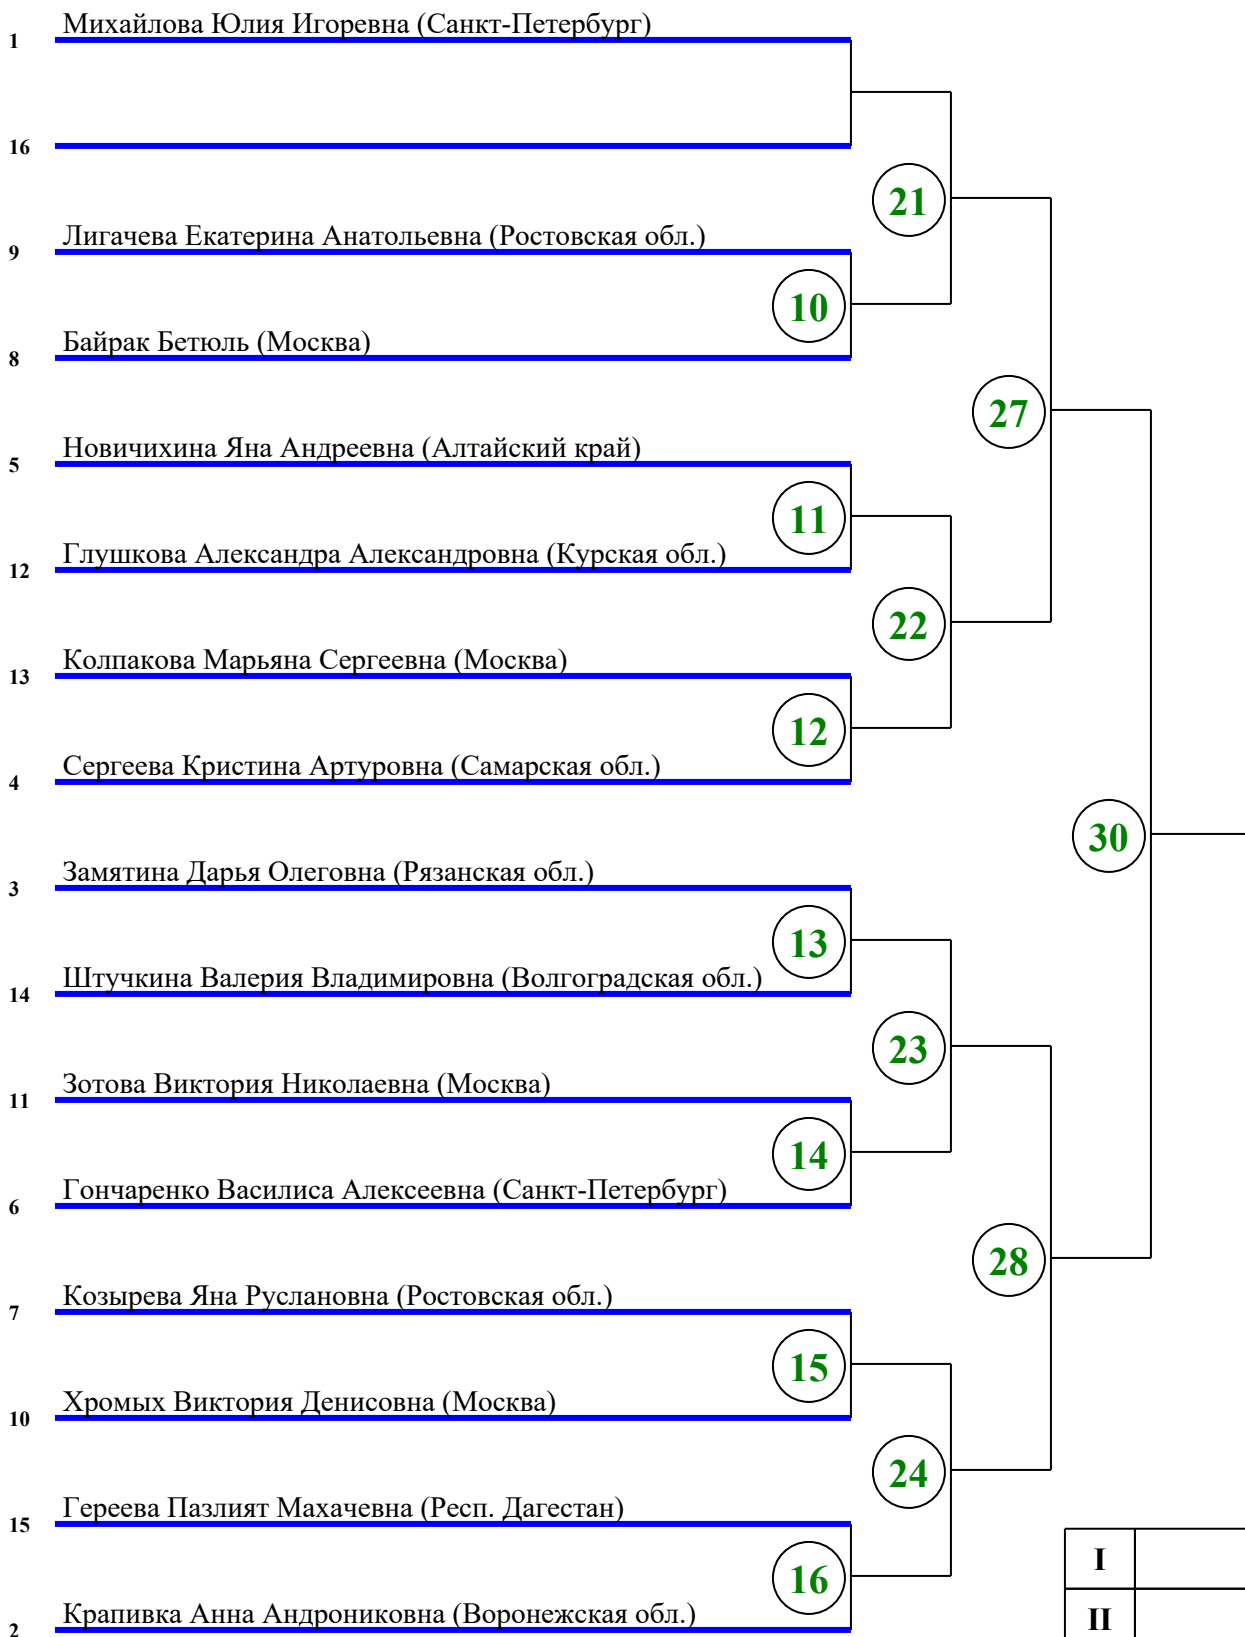 Михайлова Юлия Игоревна (Санкт-Петербург)
1
16
21
Лигачева Екатерина Анатольевна (Ростовская обл.)
9
10
Байрак Бетюль (Москва)
8
27
Новичихина Яна Андреевна (Алтайский край)
5
11
Глушкова Александра Александровна (Курская обл.)
12
22
Колпакова Марьяна Сергеевна (Москва)
13
12
Сергеева Кристина Артуровна (Самарская обл.)
4
30
Замятина Дарья Олеговна (Рязанская обл.)
3
13
Штучкина Валерия Владимировна (Волгоградская обл.)
14
23
Зотова Виктория Николаевна (Москва)
11
14
Гончаренко Василиса Алексеевна (Санкт-Петербург)
6
28
Козырева Яна Руслановна (Ростовская обл.)
7
15
Хромых Виктория Денисовна (Москва)
10
24
Гереева Пазлият Махачевна (Респ. Дагестан)
15
I
16
Крапивка Анна Андрониковна (Воронежская обл.)
2
II